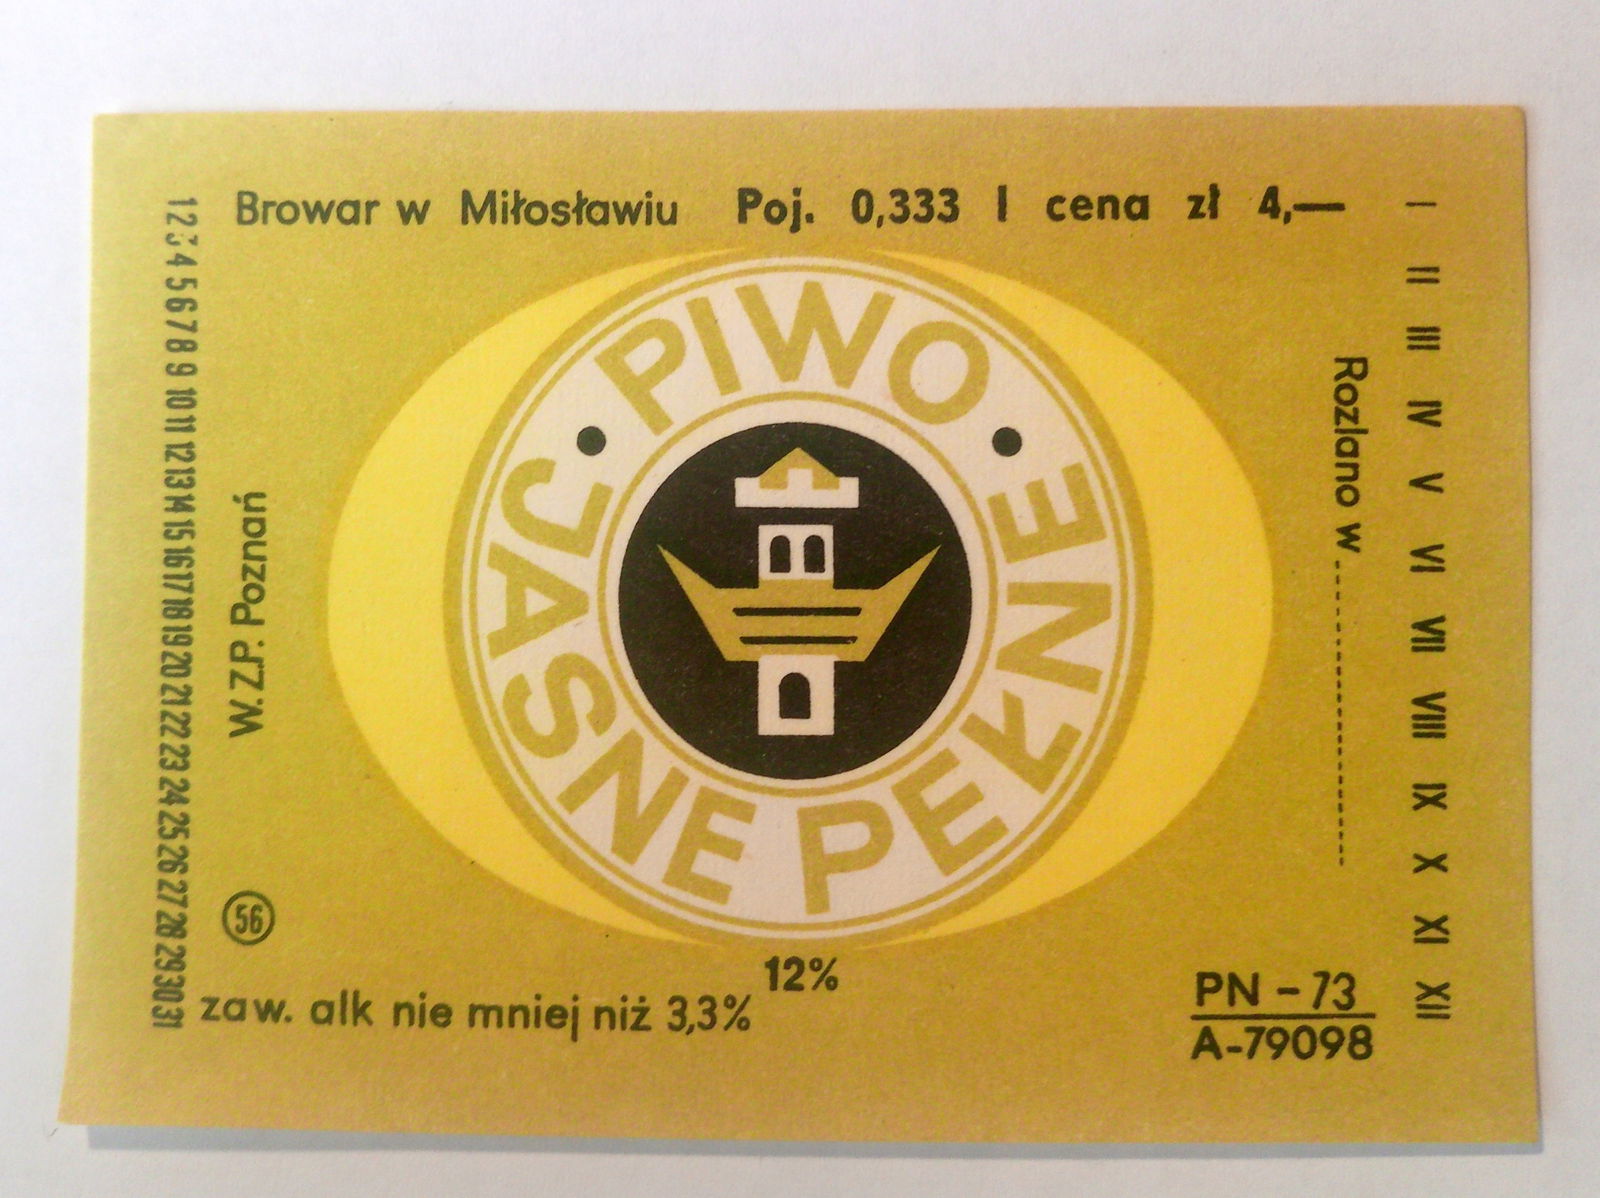 Browar w Miłosławiu Poj. 0,333 l cena zł 4,—
1 2 3 4 5 6 7 8 9 10 11 12 13 14 15 16 17 18 19 20 21 22 23 24 25 26 27 28 29 30 31
W.Z.P. Poznań
56
PIWO
JASNE PEŁNE
Rozlano w
I II III IV V VI VI VIII IX X XI XII
12%
zaw. alk nie mniej niż 3,3%
PN - 73
A-79098